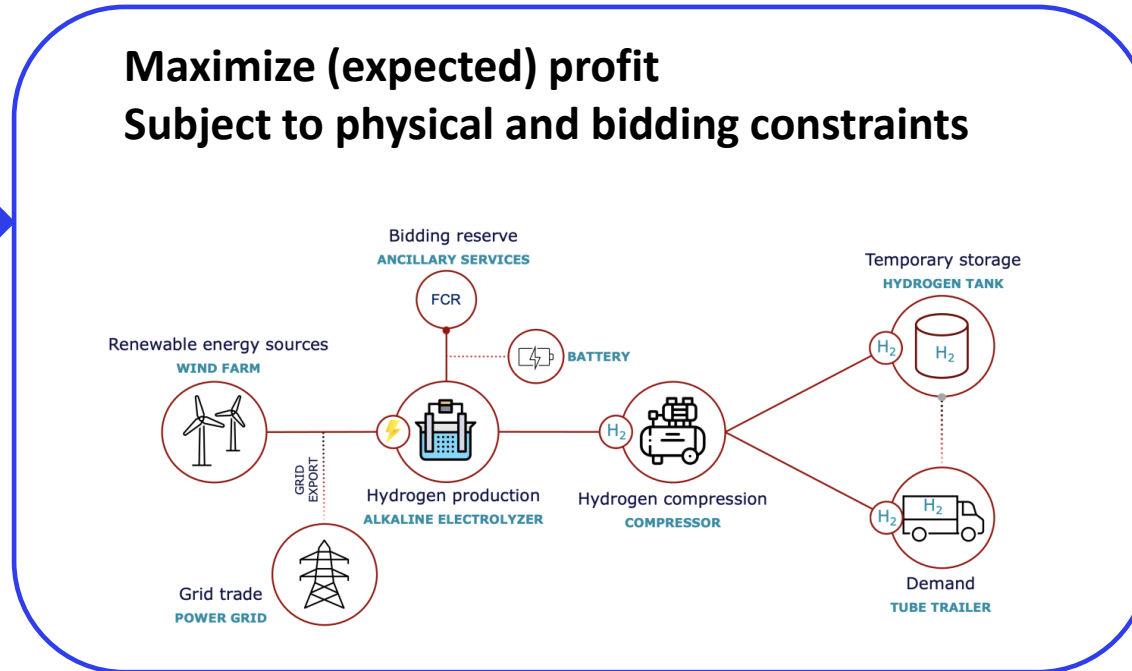 Maximize (expected) profit
Subject to physical and bidding constraints
Bidding reserve
ANCILLARY SERVICES
FCR
BATTERY
Renewable energy sources
WIND FARM
GRID
EXPORT
Grid trade
POWER GRID
Hydrogen production
ALKALINE ELECTROLYZER
H₂
Hydrogen compression
COMPRESSOR
Temporary storage
HYDROGEN TANK
H₂
H₂
H₂
H₂
Demand
TUBE TRAILER